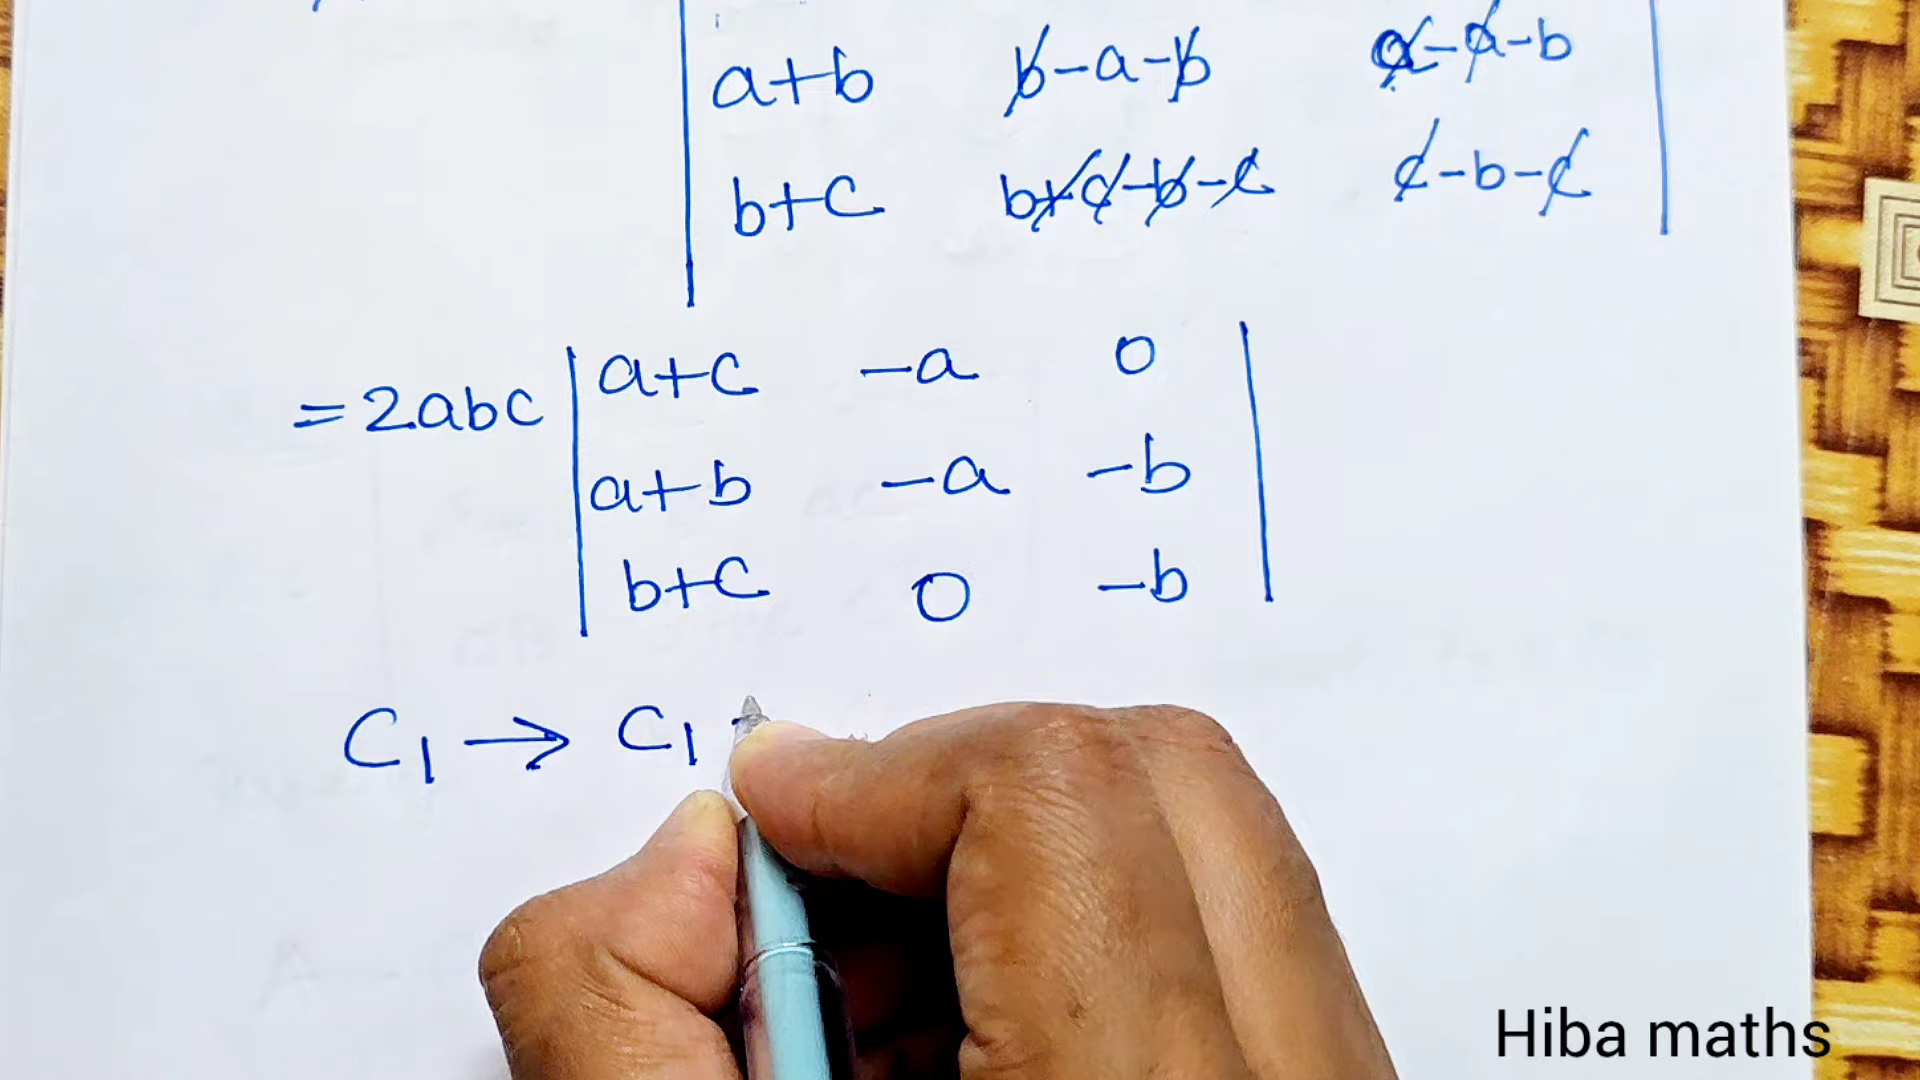 a+b b-a-b a-a-b
b+c b+c-b-c c-b-c
=2abc | a+c -a 0 |
a+b -a -b
b+c 0 -b
C₁ → C₁
Hiba maths